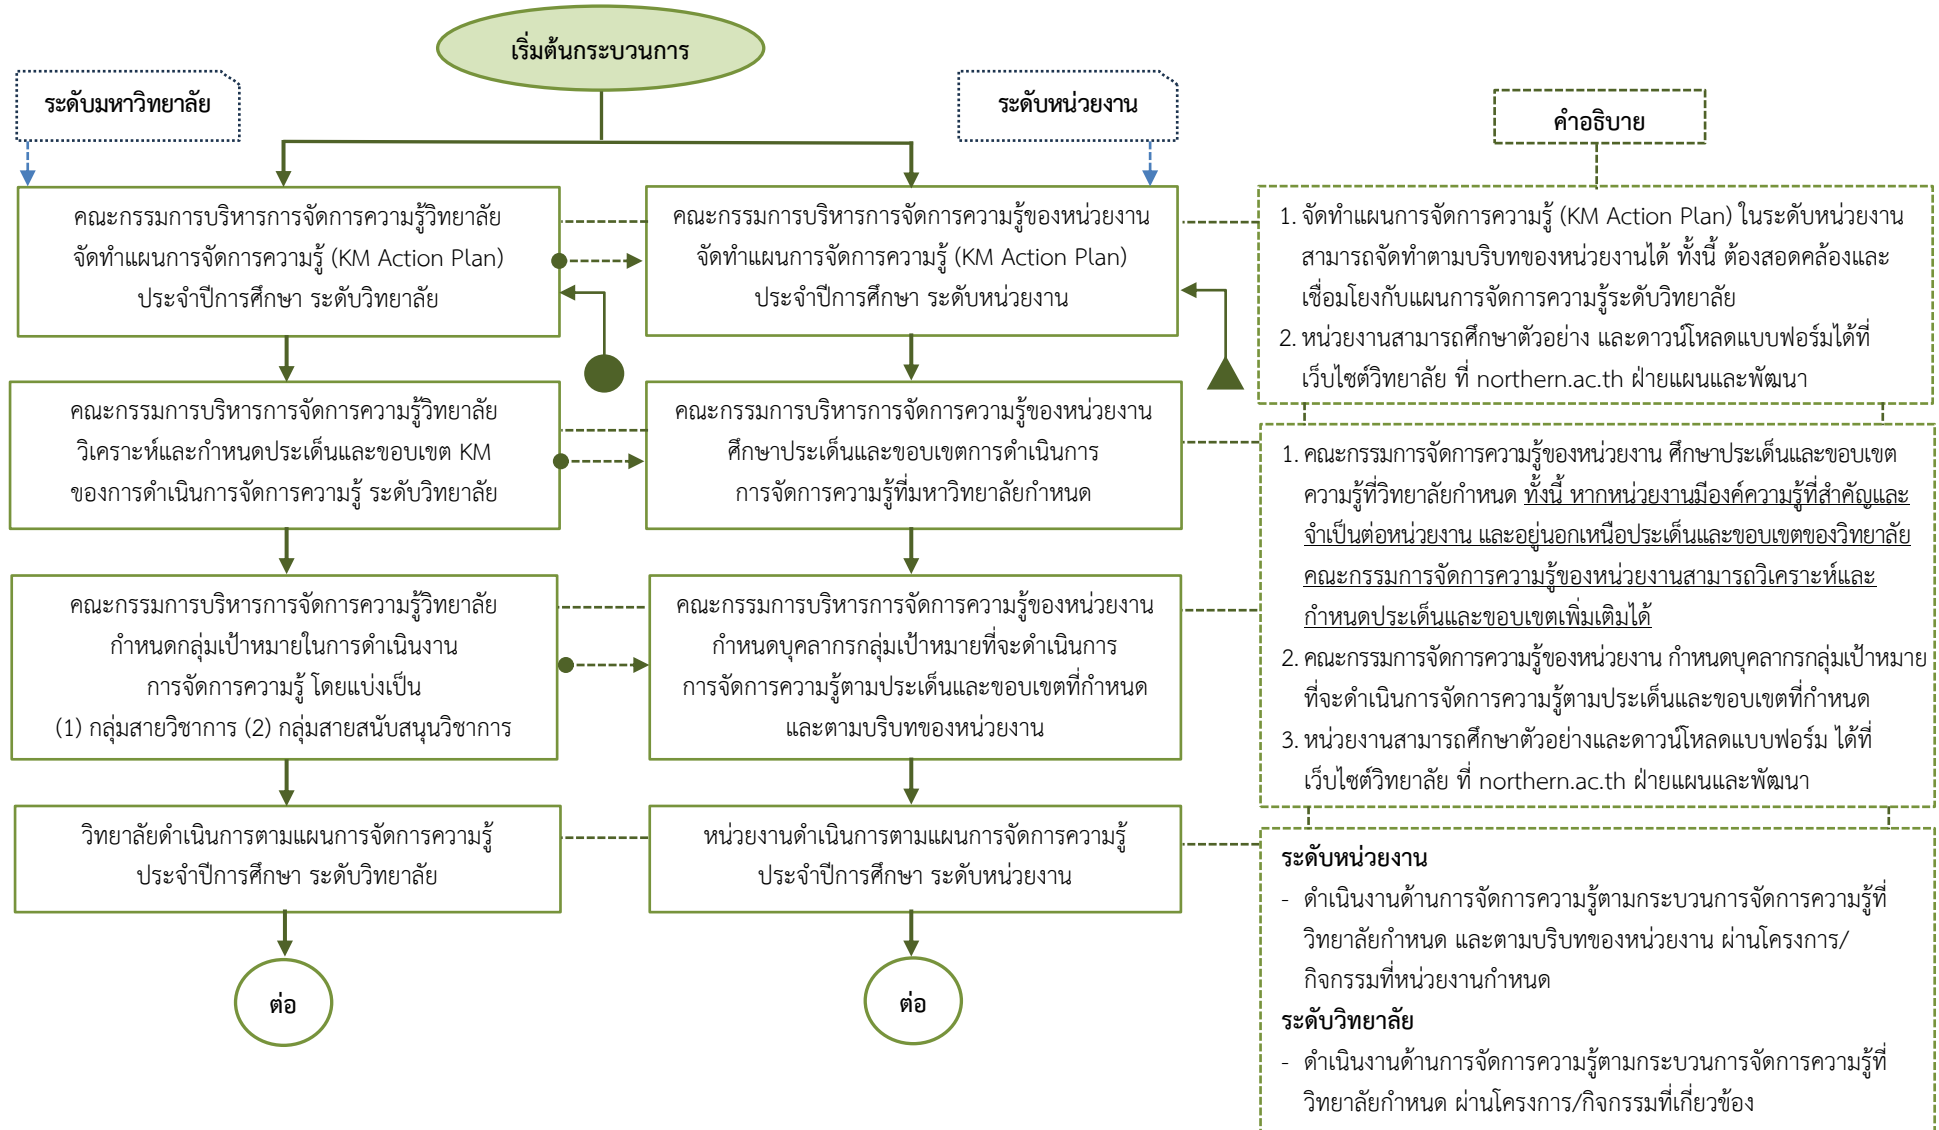 เริ่มต้นกระบวนการ
ระดับมหาวิทยาลัย
ระดับหน่วยงาน
คำอธิบาย
คณะกรรมการบริหารการจัดการความรู้วิทยาลัย
จัดทำแผนการจัดการความรู้ (KM Action Plan)
ประจำปีการศึกษา ระดับวิทยาลัย
คณะกรรมการบริหารการจัดการความรู้ของหน่วยงาน
จัดทำแผนการจัดการความรู้ (KM Action Plan)
ประจำปีการศึกษา ระดับหน่วยงาน
1. จัดทำแผนการจัดการความรู้ (KM Action Plan) ในระดับหน่วยงาน
สามารถจัดทำตามบริบทของหน่วยงานได้ ทั้งนี้ ต้องสอดคล้องและ
เชื่อมโยงกับแผนการจัดการความรู้ระดับวิทยาลัย
2. หน่วยงานสามารถศึกษาตัวอย่าง และดาวน์โหลดแบบฟอร์มได้ที่
เว็บไซต์วิทยาลัย ที่ northern.ac.th ฝ่ายแผนและพัฒนา
คณะกรรมการบริหารการจัดการความรู้วิทยาลัย
วิเคราะห์และกำหนดประเด็นและขอบเขต KM
ของการดำเนินการจัดการความรู้ ระดับวิทยาลัย
คณะกรรมการบริหารการจัดการความรู้ของหน่วยงาน
ศึกษาประเด็นและขอบเขตการดำเนินการ
การจัดการความรู้ที่มหาวิทยาลัยกำหนด
1. คณะกรรมการจัดการความรู้ของหน่วยงาน ศึกษาประเด็นและขอบเขต
ความรู้ที่วิทยาลัยกำหนด ทั้งนี้ หากหน่วยงานมีองค์ความรู้ที่สำคัญและ
จำเป็นต่อหน่วยงาน และอยู่นอกเหนือประเด็นและขอบเขตของวิทยาลัย
คณะกรรมการจัดการความรู้ของหน่วยงานสามารถวิเคราะห์และ
กำหนดประเด็นและขอบเขตเพิ่มเติมได้
2. คณะกรรมการจัดการความรู้ของหน่วยงาน กำหนดบุคลากรกลุ่มเป้าหมาย
ที่จะดำเนินการจัดการความรู้ตามประเด็นและขอบเขตที่กำหนด
3. หน่วยงานสามารถศึกษาตัวอย่างและดาวน์โหลดแบบฟอร์ม ได้ที่
เว็บไซต์วิทยาลัย ที่ northern.ac.th ฝ่ายแผนและพัฒนา
คณะกรรมการบริหารการจัดการความรู้วิทยาลัย
กำหนดกลุ่มเป้าหมายในการดำเนินงาน
การจัดการความรู้ โดยแบ่งเป็น
(1) กลุ่มสายวิชาการ (2) กลุ่มสายสนับสนุนวิชาการ
คณะกรรมการบริหารการจัดการความรู้ของหน่วยงาน
กำหนดบุคลากรกลุ่มเป้าหมายที่จะดำเนินการ
การจัดการความรู้ตามประเด็นและขอบเขตที่กำหนด
และตามบริบทของหน่วยงาน
วิทยาลัยดำเนินการตามแผนการจัดการความรู้
ประจำปีการศึกษา ระดับวิทยาลัย
หน่วยงานดำเนินการตามแผนการจัดการความรู้
ประจำปีการศึกษา ระดับหน่วยงาน
ระดับหน่วยงาน
- ดำเนินงานด้านการจัดการความรู้ตามกระบวนการจัดการความรู้ที่
วิทยาลัยกำหนด และตามบริบทของหน่วยงาน ผ่านโครงการ/
กิจกรรมที่หน่วยงานกำหนด
ระดับวิทยาลัย
- ดำเนินงานด้านการจัดการความรู้ตามกระบวนการจัดการความรู้ที่
วิทยาลัยกำหนด ผ่านโครงการ/กิจกรรมที่เกี่ยวข้อง
ต่อ
ต่อ